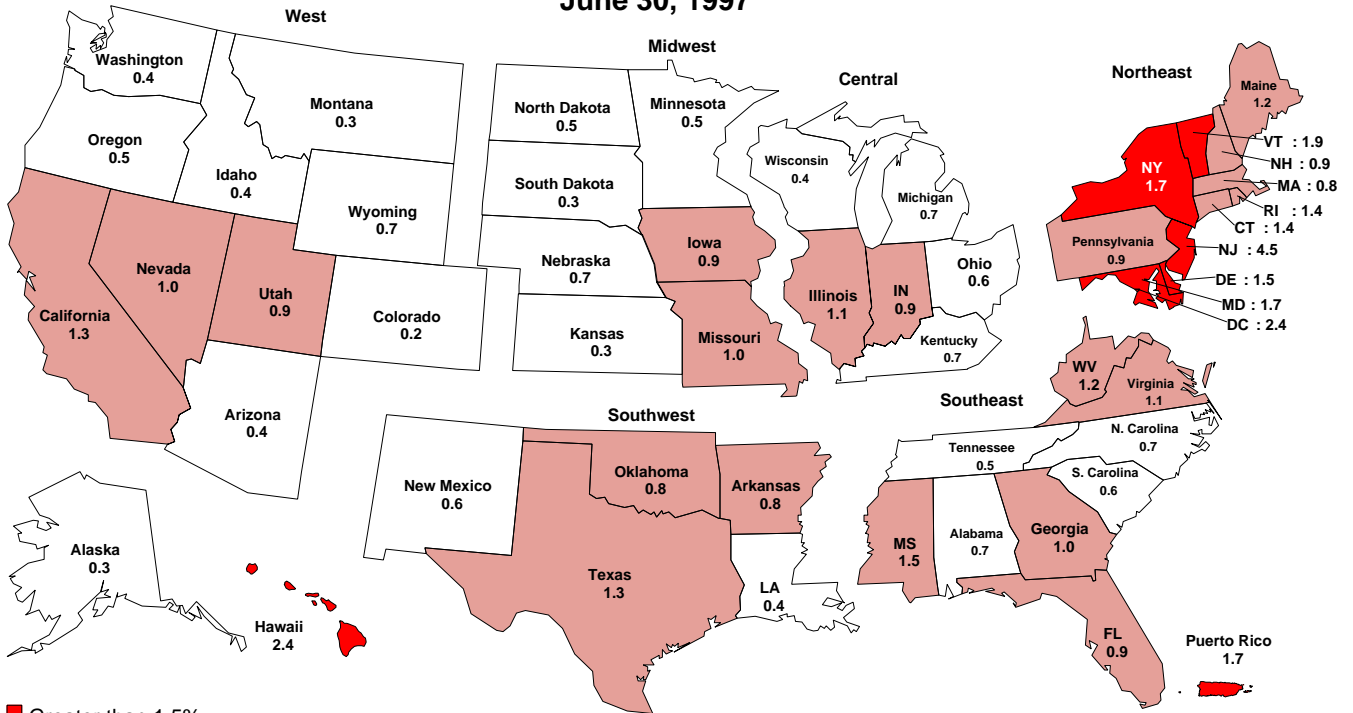 June 30, 1997
West
Midwest
Central
Northeast
Washington
0.4
Montana
0.3
Oregon
0.5
Idaho
0.4
Wyoming
0.7
Nevada
1.0
Utah
0.9
California
1.3
Colorado
0.2
Arizona
0.4
Alaska
0.3
Hawaii
2.4
North Dakota
0.5
Minnesota
0.5
South Dakota
0.3
Nebraska
0.7
Iowa
0.9
Kansas
0.3
Missouri
1.0
Wisconsin
0.4
Michigan
0.7
Illinois
1.1
IN
0.9
Ohio
0.6
Kentucky
0.7
Maine
1.2
VT : 1.9
NH : 0.9
MA : 0.8
RI : 1.4
CT : 1.4
NJ : 4.5
DE : 1.5
MD : 1.7
DC : 2.4
NY
1.7
Pennsylvania
0.9
Southwest
New Mexico
0.6
Oklahoma
0.8
Arkansas
0.8
Texas
1.3
LA
0.4
Southeast
WV
1.2
Virginia
1.1
Tennessee
0.5
N. Carolina
0.7
S. Carolina
0.6
MS
1.5
Alabama
0.7
Georgia
1.0
FL
0.9
Puerto Rico
1.7
Greater than 1.5%